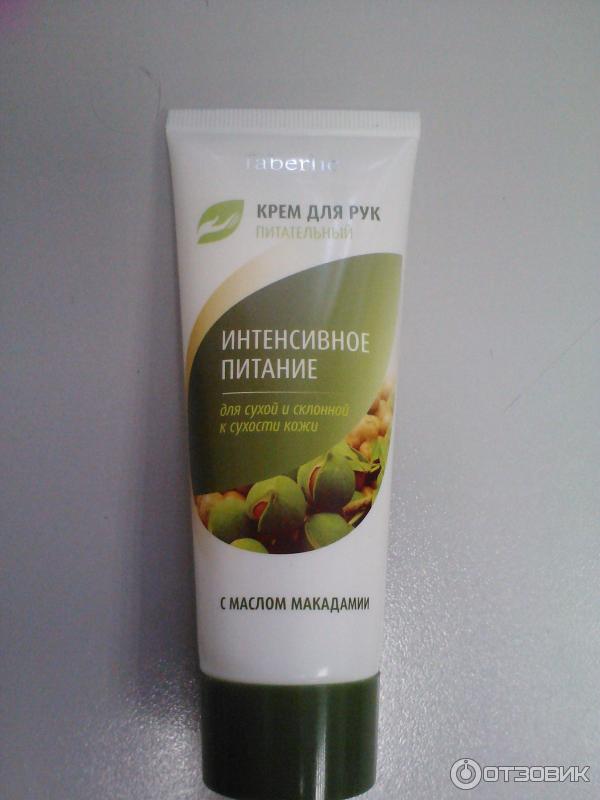 faberlic
КРЕМ ДЛЯ РУК
ПИТАТЕЛЬНЫЙ
ИНТЕНСИВНОЕ
ПИТАНИЕ
для сухой и склонной
к сухости кожи
С МАСЛОМ МАКАДАМИИ
ОТЗОВИК